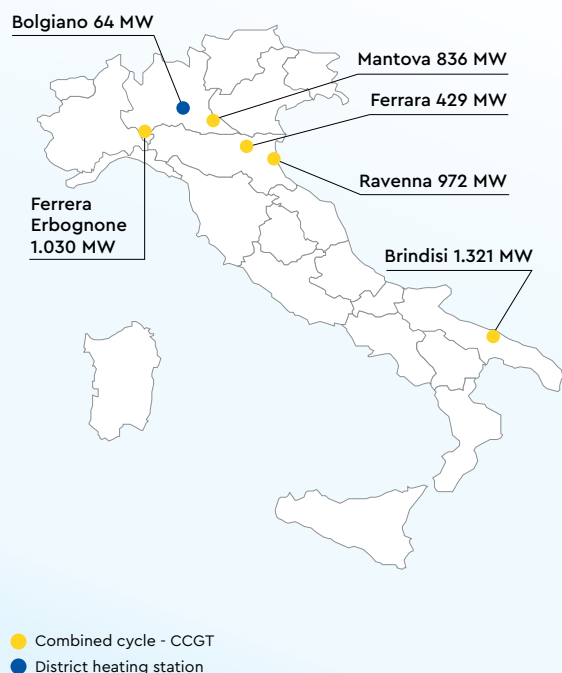 Bolgiano 64 MW
Mantova 836 MW
Ferrara 429 MW
Ravenna 972 MW
Ferrera
Erbognone
1.030 MW
Brindisi 1.321 MW
Combined cycle - CCGT
District heating station